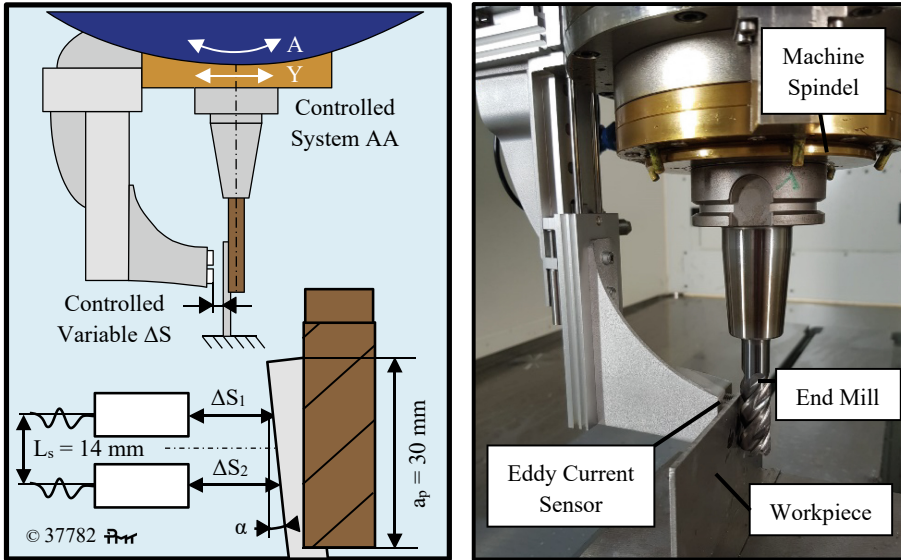 A
Y
Controlled
System AA
Controlled
Variable ΔS
ΔS₁
Lₛ = 14 mm
ΔS₂
α
aₚ = 30 mm
© 37782
Machine
Spindel
End Mill
Eddy Current
Sensor
Workpiece